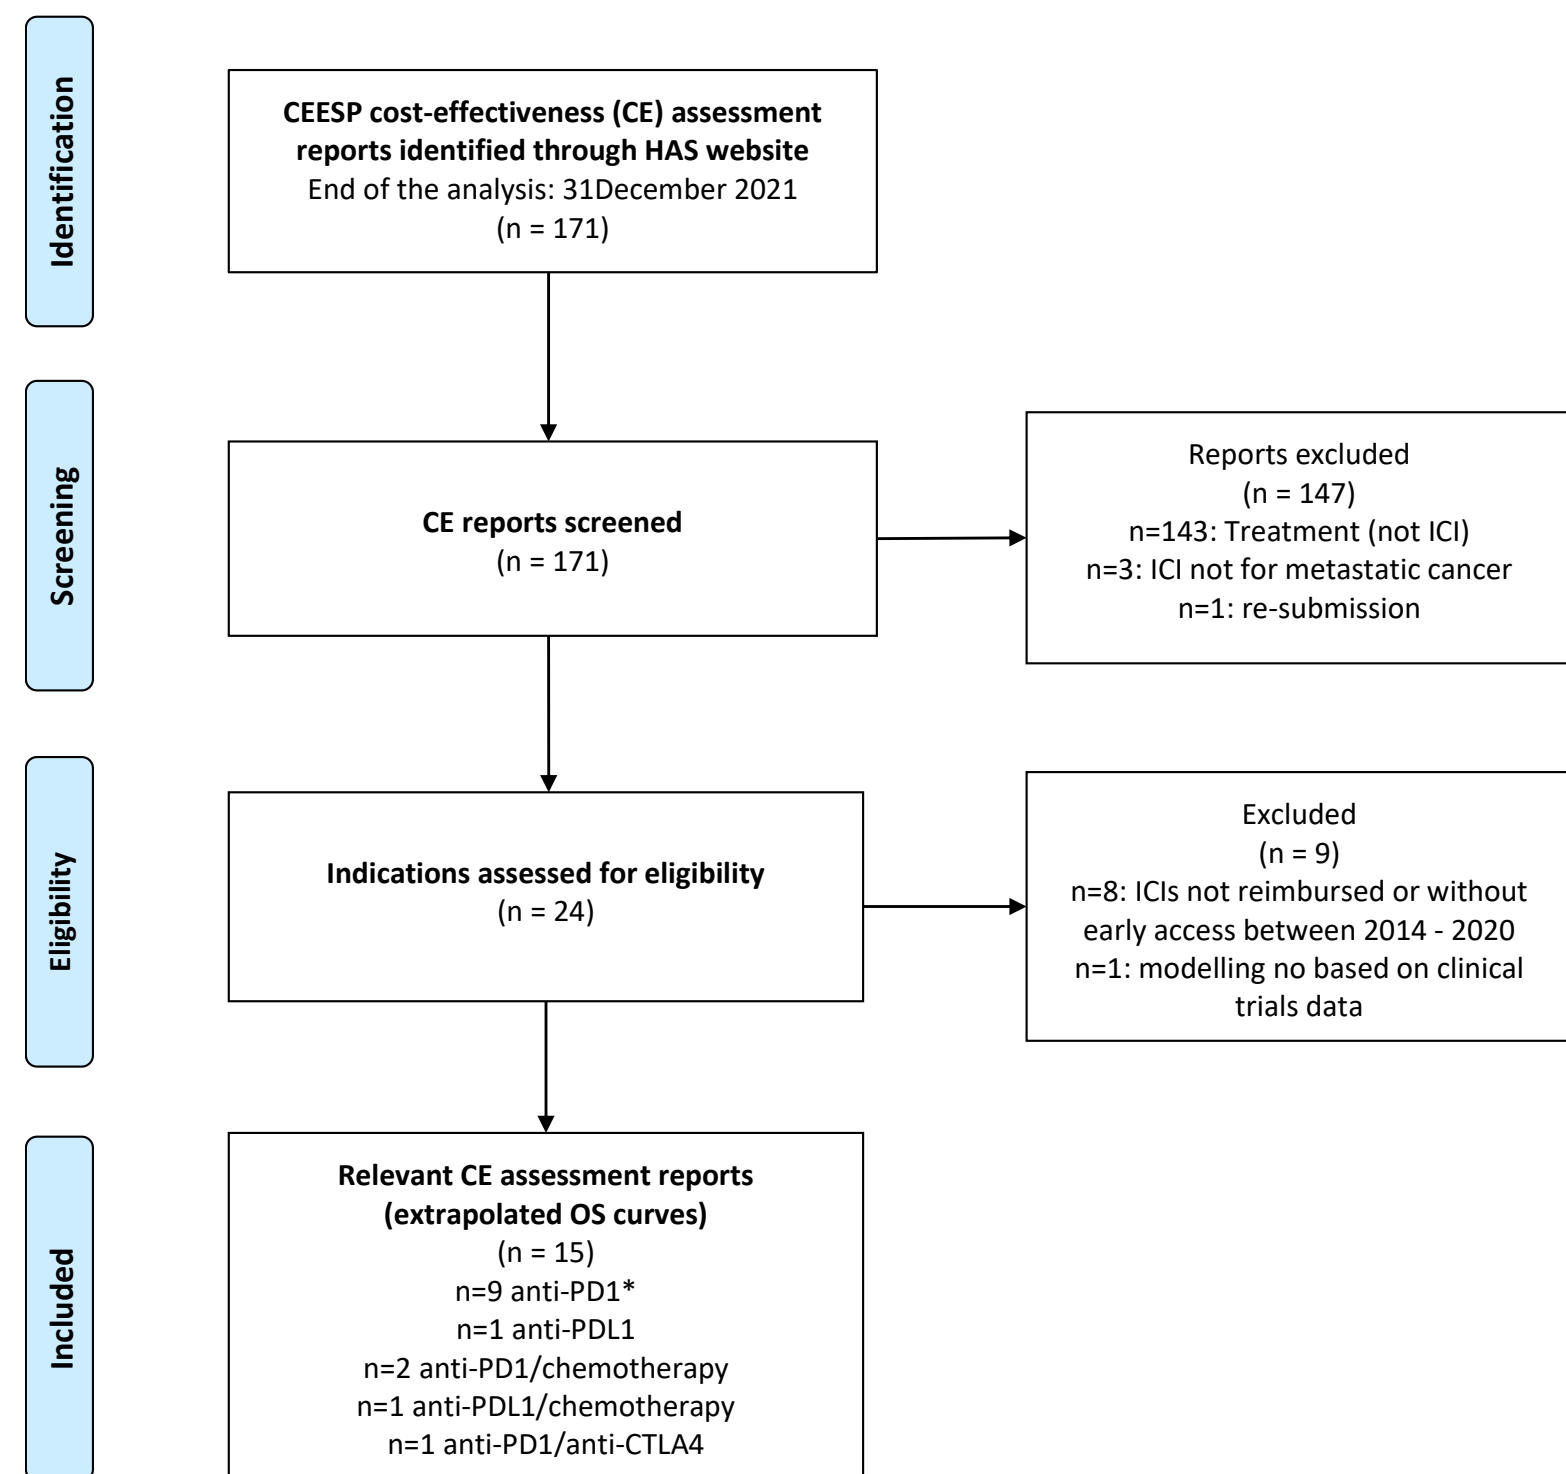 Identification
CEESP cost-effectiveness (CE) assessment
reports identified through HAS website
End of the analysis: 31December 2021
(n = 171)
Screening
CE reports screened
(n = 171)
Reports excluded
(n = 147)
n=143: Treatment (not ICI)
n=3: ICI not for metastatic cancer
n=1: re-submission
Eligibility
Indications assessed for eligibility
(n = 24)
Excluded
(n = 9)
n=8: ICIs not reimbursed or without
early access between 2014 - 2020
n=1: modelling no based on clinical
trials data
Included
Relevant CE assessment reports
(extrapolated OS curves)
(n = 15)
n=9 anti-PD1*
n=1 anti-PDL1
n=2 anti-PD1/chemotherapy
n=1 anti-PDL1/chemotherapy
n=1 anti-PD1/anti-CTLA4